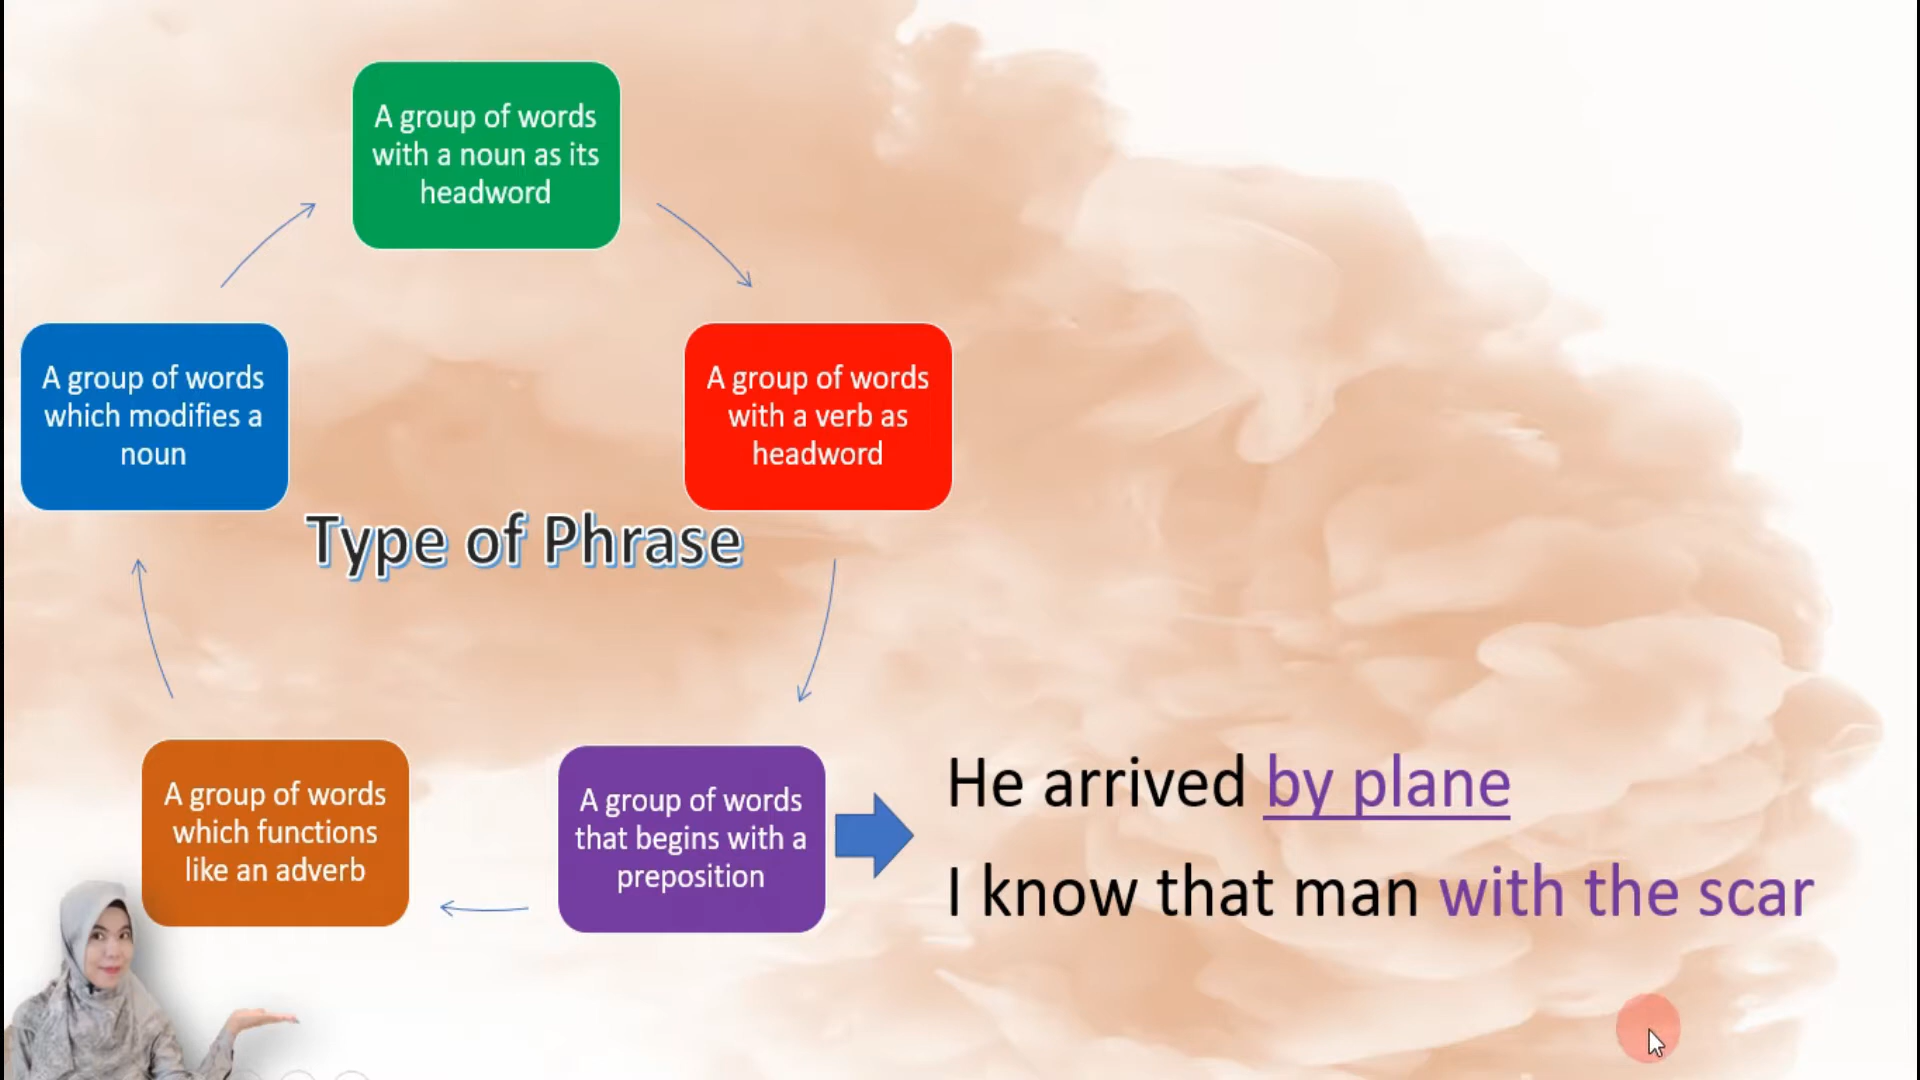 A group of words
with a noun as its
headword
A group of words
which modifies a
noun
A group of words
with a verb as
headword
Type of Phrase
A group of words
which functions
like an adverb
A group of words
that begins with a
preposition
He arrived by plane
I know that man with the scar